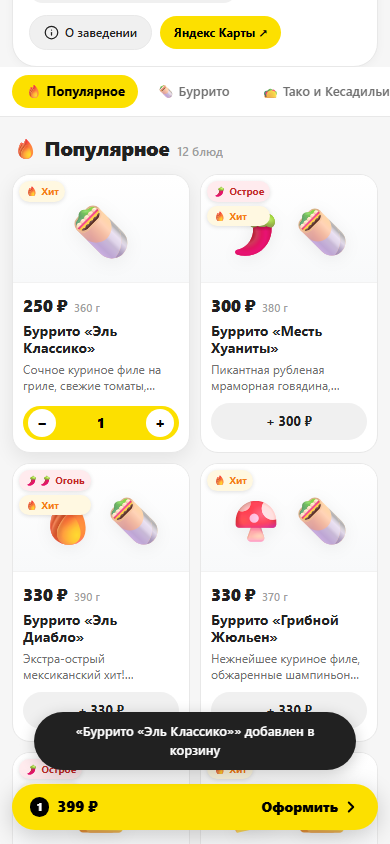 О заведении
Яндекс Карты ↗
Популярное
Буррито
Тако и Кесадильи
Популярное 12 блюд
Хит
250 ₽ 360 г
Буррито «Эль
Классико»
Сочное куриное филе на
гриле, свежие томаты,...
− 1 +
Острое
Хит
300 ₽ 380 г
Буррито «Месть
Хуаниты»
Пикантная рубленая
мраморная говядина,...
+ 300 ₽
Огонь
Хит
330 ₽ 390 г
Буррито «Эль
Диабло»
Экстра-острый
мексиканский хит!...
+ 330 ₽
Хит
330 ₽ 370 г
Буррито «Грибной
Жюльен»
Нежнейшее куриное филе,
обжаренные шампиньон...
+ 330 ₽
«Буррито «Эль Классико»» добавлен в
корзину
Острое
Хит
1 399 ₽
Оформить